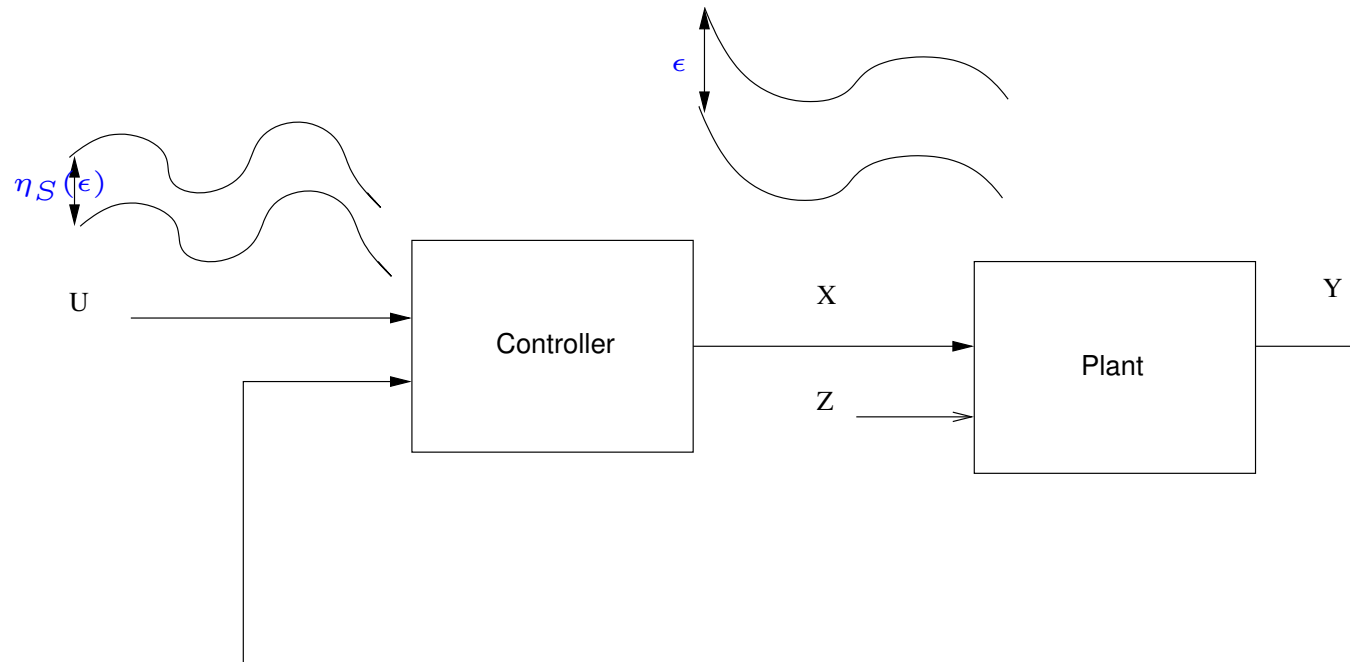 ϵ
η_S(ϵ)
U
X
Y
Controller
Plant
Z